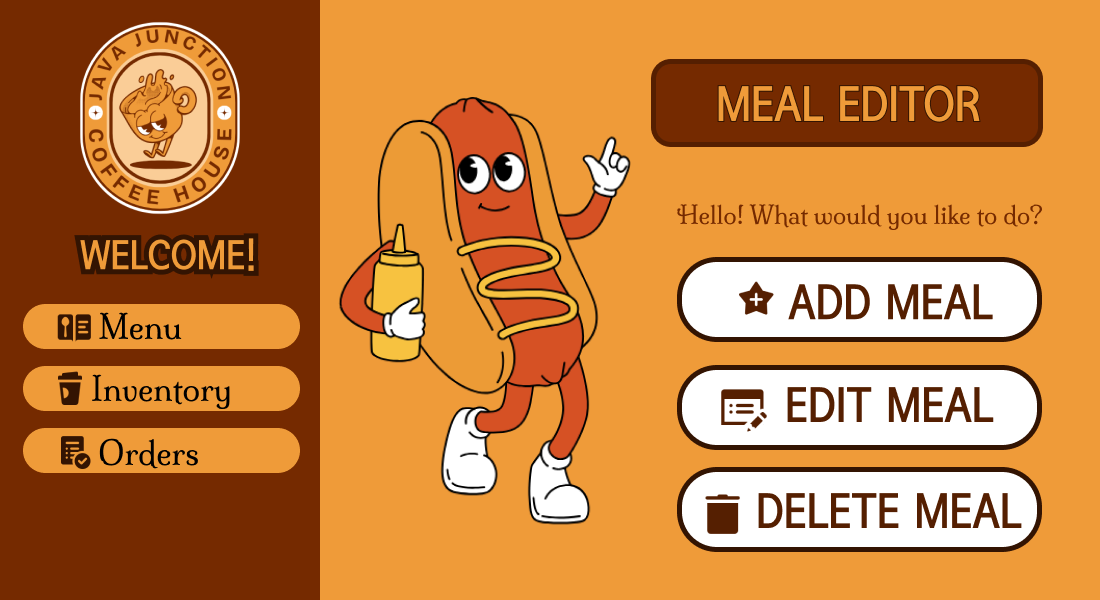 JAVA JUNCTION
COFFEE HOUSE
WELCOME!
Menu
Inventory
Orders
MEAL EDITOR
Hello! What would you like to do?
ADD MEAL
EDIT MEAL
DELETE MEAL